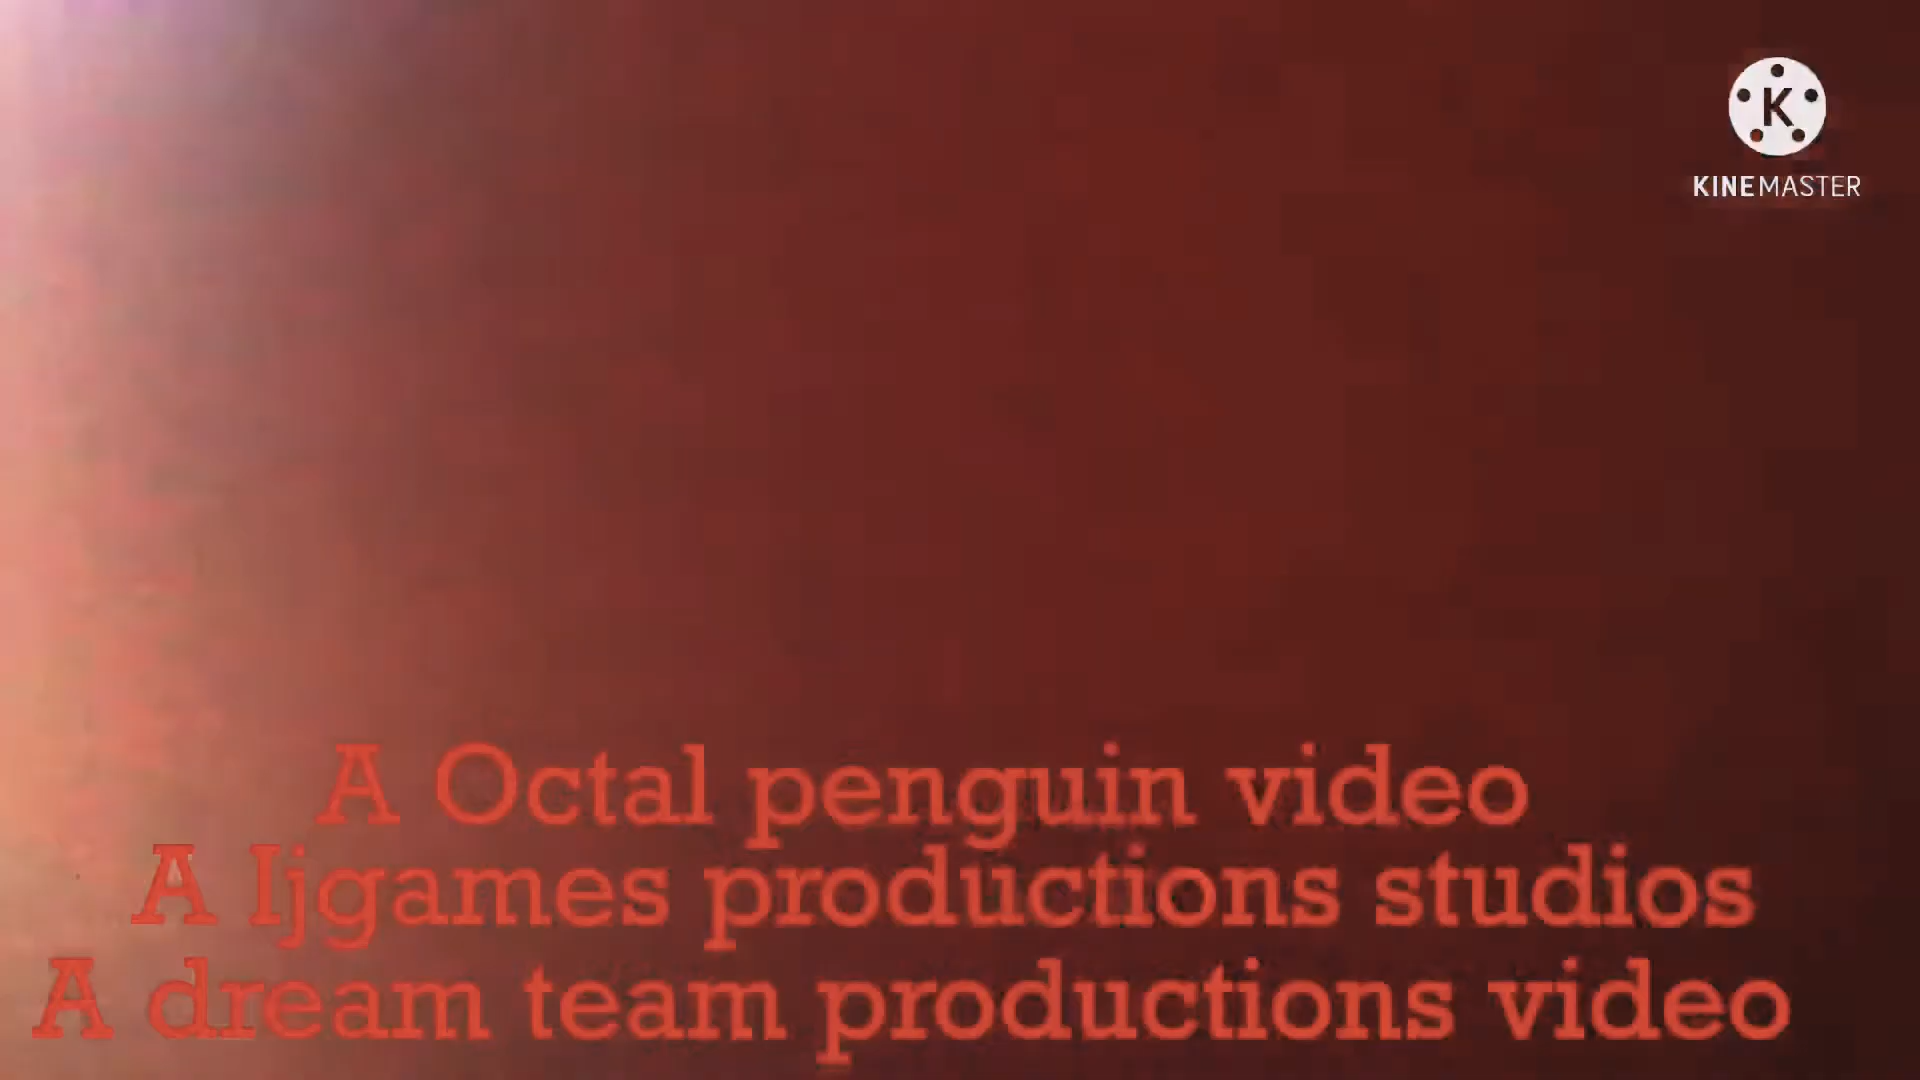 K
KINEMASTER
A Octal penguin video
A Ijgames productions studios
A dream team productions video